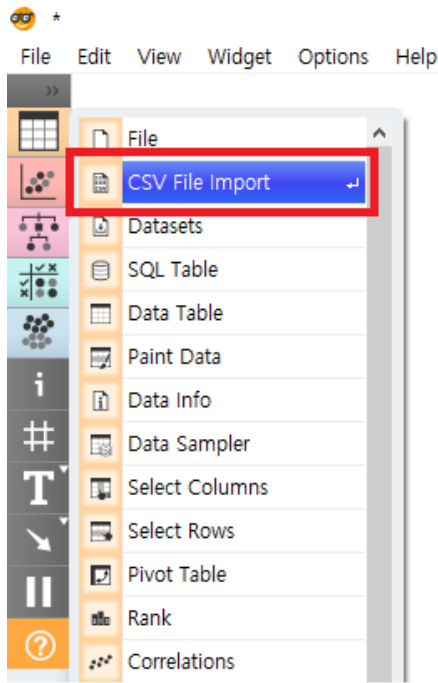 *
File Edit View Widget Options Help
File
CSV File Import
Datasets
SQL Table
Data Table
Paint Data
Data Info
Data Sampler
Select Columns
Select Rows
Pivot Table
Rank
Correlations
T
?